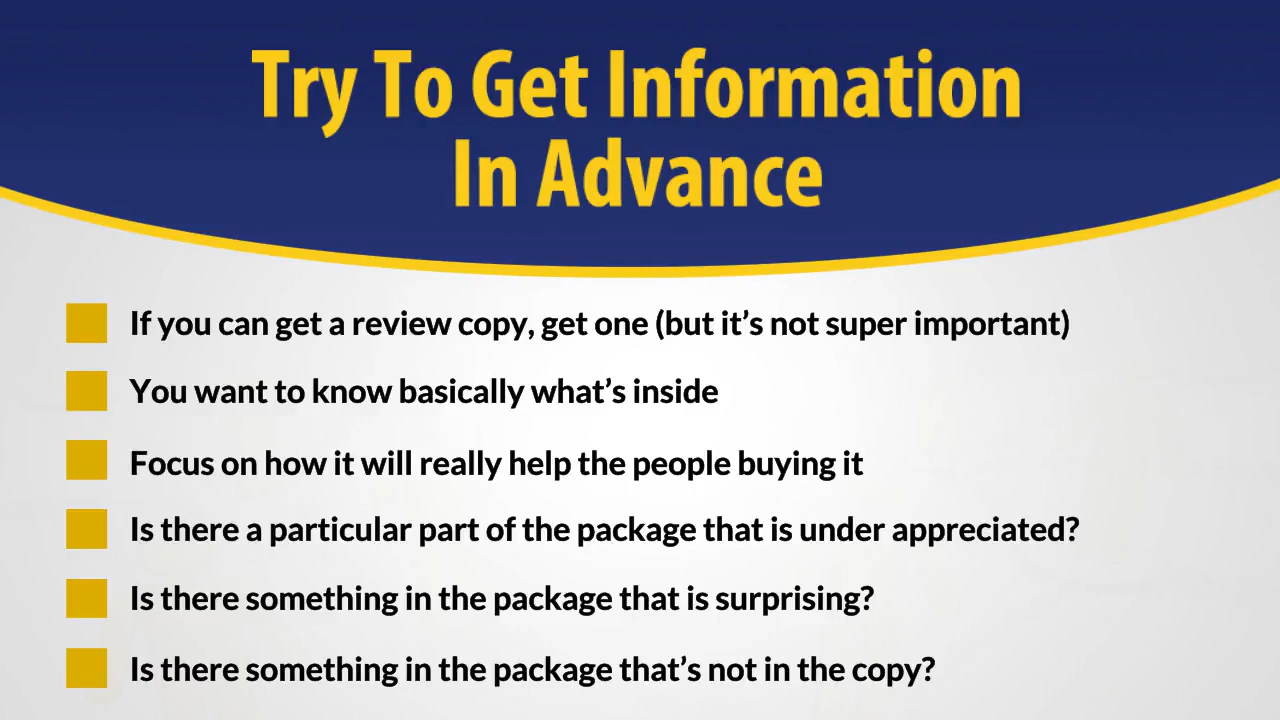 Try To Get Information
In Advance
If you can get a review copy, get one (but it’s not super important)
You want to know basically what’s inside
Focus on how it will really help the people buying it
Is there a particular part of the package that is under appreciated?
Is there something in the package that is surprising?
Is there something in the package that’s not in the copy?